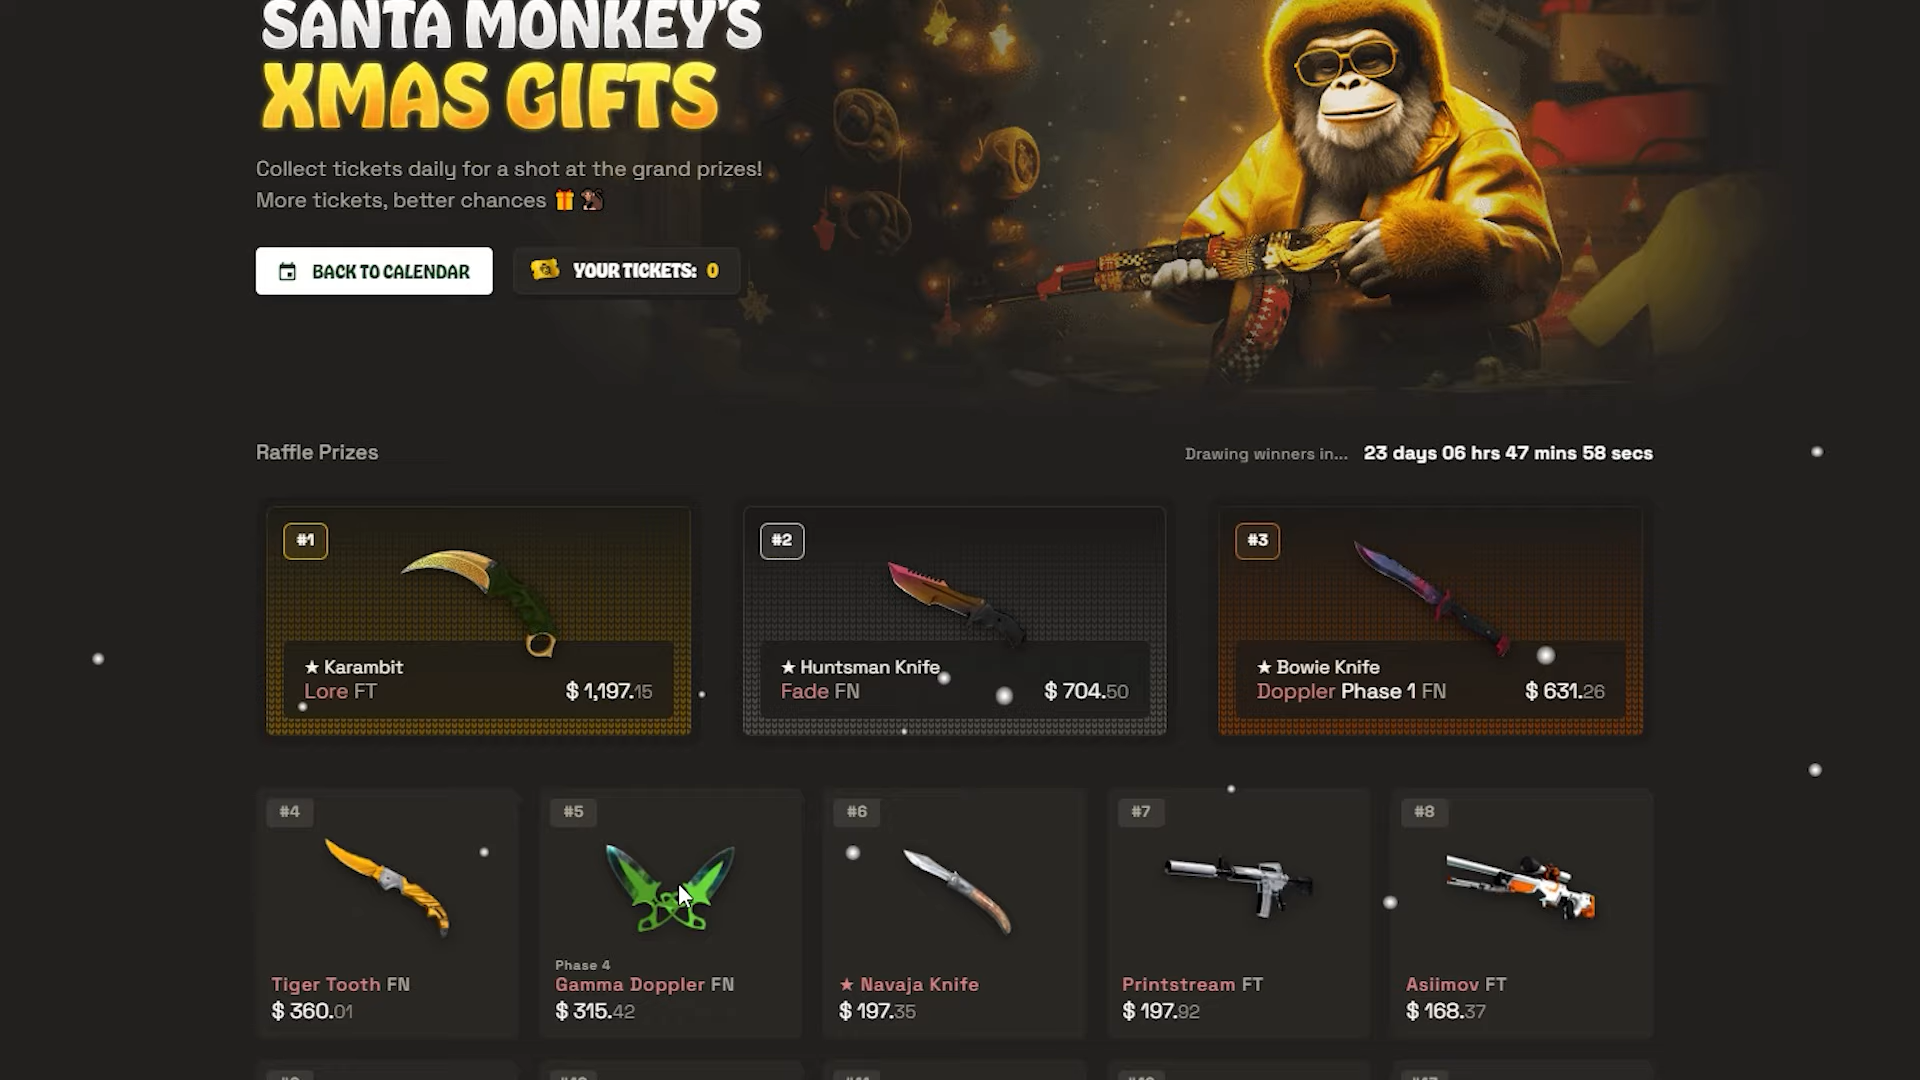 SANTA MONKEY'S
XMAS GIFTS
Collect tickets daily for a shot at the grand prizes!
More tickets, better chances 🎁🐒
BACK TO CALENDAR
YOUR TICKETS: 0
Raffle Prizes
Drawing winners in... 23 days 06 hrs 47 mins 58 secs
#1
★ Karambit
Lore FT
$ 1,197.15
#2
★ Huntsman Knife
Fade FN
$ 704.50
#3
★ Bowie Knife
Doppler Phase 1 FN
$ 631.26
#4
Tiger Tooth FN
$ 360.01
#5
Phase 4
Gamma Doppler FN
$ 315.42
#6
★ Navaja Knife
$ 197.35
#7
Printstream FT
$ 197.92
#8
Asiimov FT
$ 168.37